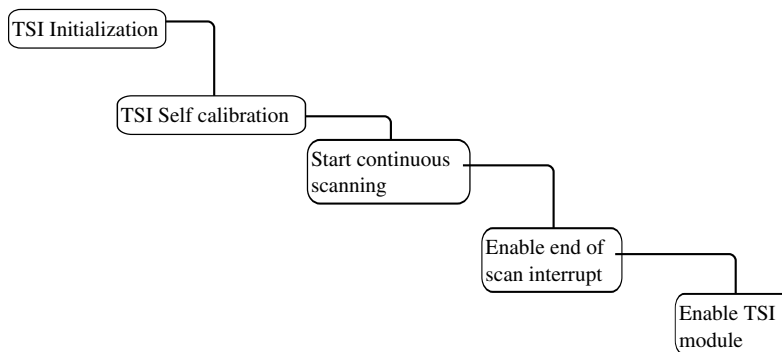 TSI Initialization
TSI Self calibration
Start continuous
scanning
Enable end of
scan interrupt
Enable TSI
module